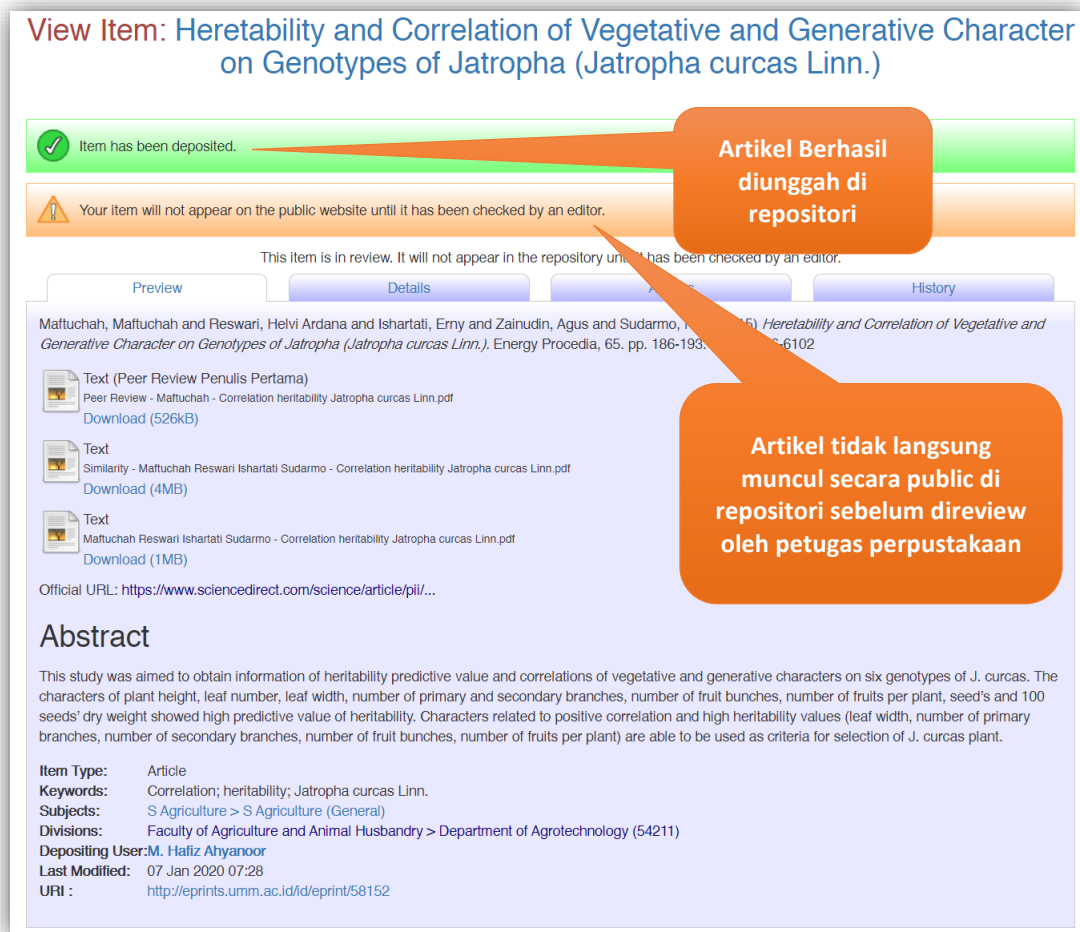 View Item: Heretability and Correlation of Vegetative and Generative Character
on Genotypes of Jatropha (Jatropha curcas Linn.)
Item has been deposited.
Artikel Berhasil
diunggah di
repositori
Your item will not appear on the public website until it has been checked by an editor.
This item is in review. It will not appear in the repository until it has been checked by an editor.
Preview
Details
History
Maftuchah, Maftuchah and Reswari, Helvi Ardana and Ishartati, Erny and Zainudin, Agus and Sudarmo, Heretability and Correlation of Vegetative and
Generative Character on Genotypes of Jatropha (Jatropha curcas Linn.). Energy Procedia, 65. pp. 186-193. 6102
Text (Peer Review Penulis Pertama)
Peer Review - Maftuchah - Correlation heritability Jatropha curcas Linn.pdf
Download (526kB)
Text
Similarity - Maftuchah Reswari Ishartati Sudarmo - Correlation heritability Jatropha curcas Linn.pdf
Download (4MB)
Text
Maftuchah Reswari Ishartati Sudarmo - Correlation heritability Jatropha curcas Linn.pdf
Download (1MB)
Artikel tidak langsung
muncul secara public di
repositori sebelum direview
oleh petugas perpustakaan
Official URL: https://www.sciencedirect.com/science/article/pii/...
Abstract
This study was aimed to obtain information of heritability predictive value and correlations of vegetative and generative characters on six genotypes of J. curcas. The
characters of plant height, leaf number, leaf width, number of primary and secondary branches, number of fruit bunches, number of fruits per plant, seed's and 100
seeds' dry weight showed high predictive value of heritability. Characters related to positive correlation and high heritability values (leaf width, number of primary
branches, number of secondary branches, number of fruit bunches, number of fruits per plant) are able to be used as criteria for selection of J. curcas plant.
Item Type: Article
Keywords: Correlation; heritability; Jatropha curcas Linn.
Subjects: S Agriculture > S Agriculture (General)
Divisions: Faculty of Agriculture and Animal Husbandry > Department of Agrotechnology (54211)
Depositing User: M. Hafiz Ahyanoor
Last Modified: 07 Jan 2020 07:28
URI : http://eprints.umm.ac.id/id/eprint/58152